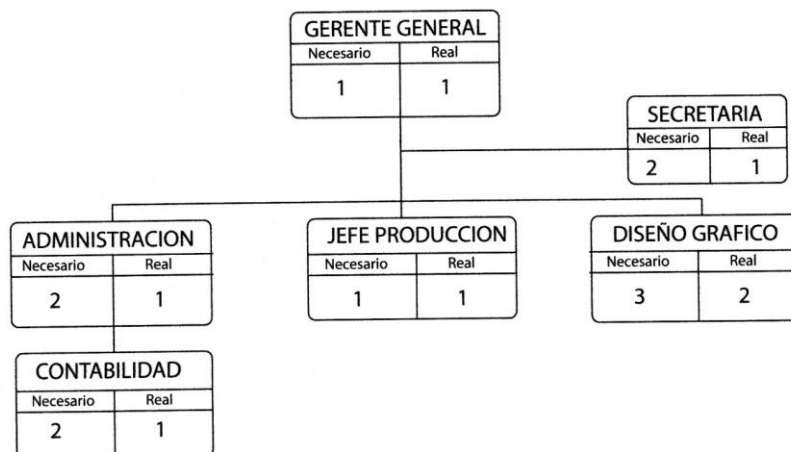 GERENTE GENERAL
Necesario Real
1 1
SECRETARIA
Necesario Real
2 1
ADMINISTRACION
Necesario Real
2 1
JEFE PRODUCCION
Necesario Real
1 1
DISEÑO GRAFICO
Necesario Real
3 2
CONTABILIDAD
Necesario Real
2 1